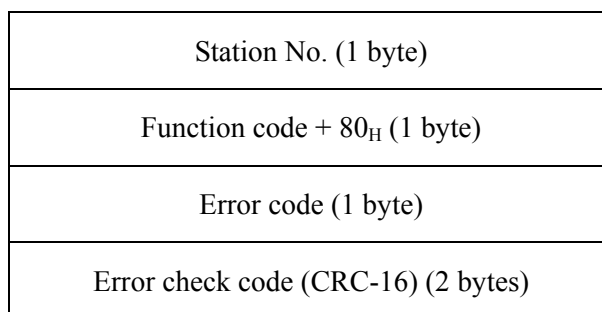 Station No. (1 byte)
Function code + 80H (1 byte)
Error code (1 byte)
Error check code (CRC-16) (2 bytes)